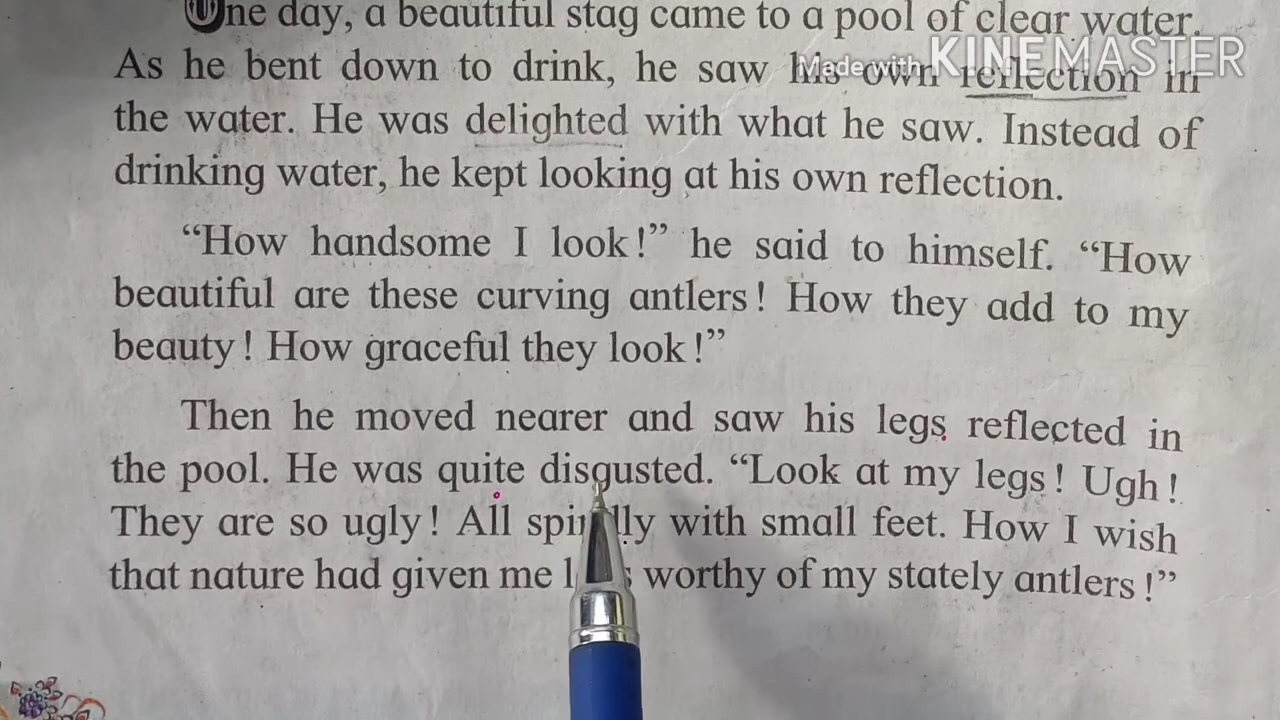 One day, a beautiful stag came to a pool of clear water.
Made with KINEMASTER
As he bent down to drink, he saw his own reflection in
the water. He was delighted with what he saw. Instead of
drinking water, he kept looking at his own reflection.
“How handsome I look!” he said to himself. “How
beautiful are these curving antlers! How they add to my
beauty! How graceful they look!”
Then he moved nearer and saw his legs reflected in
the pool. He was quite disgusted. “Look at my legs! Ugh!
They are so ugly! All spindly with small feet. How I wish
that nature had given me legs worthy of my stately antlers!”